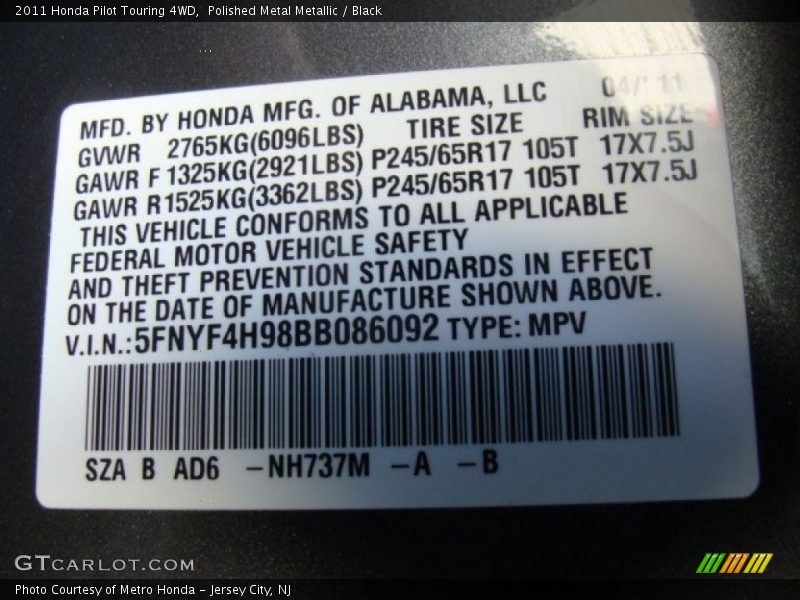 2011 Honda Pilot Touring 4WD,  Polished Metal Metallic / Black
04/'11
MFD. BY HONDA MFG. OF ALABAMA, LLC
GVWR 2765KG(6096LBS) TIRE SIZE RIM SIZE
GAWR F 1325KG(2921LBS) P245/65R17 105T 17X7.5J
GAWR R1525KG(3362LBS) P245/65R17 105T 17X7.5J
THIS VEHICLE CONFORMS TO ALL APPLICABLE
FEDERAL MOTOR VEHICLE SAFETY
AND THEFT PREVENTION STANDARDS IN EFFECT
ON THE DATE OF MANUFACTURE SHOWN ABOVE.
V.I.N.:5FNYF4H98BB086092 TYPE: MPV
SZA B AD6 –NH737M –A –B
GTCARLOT.COM
Photo Courtesy of Metro Honda – Jersey City, NJ